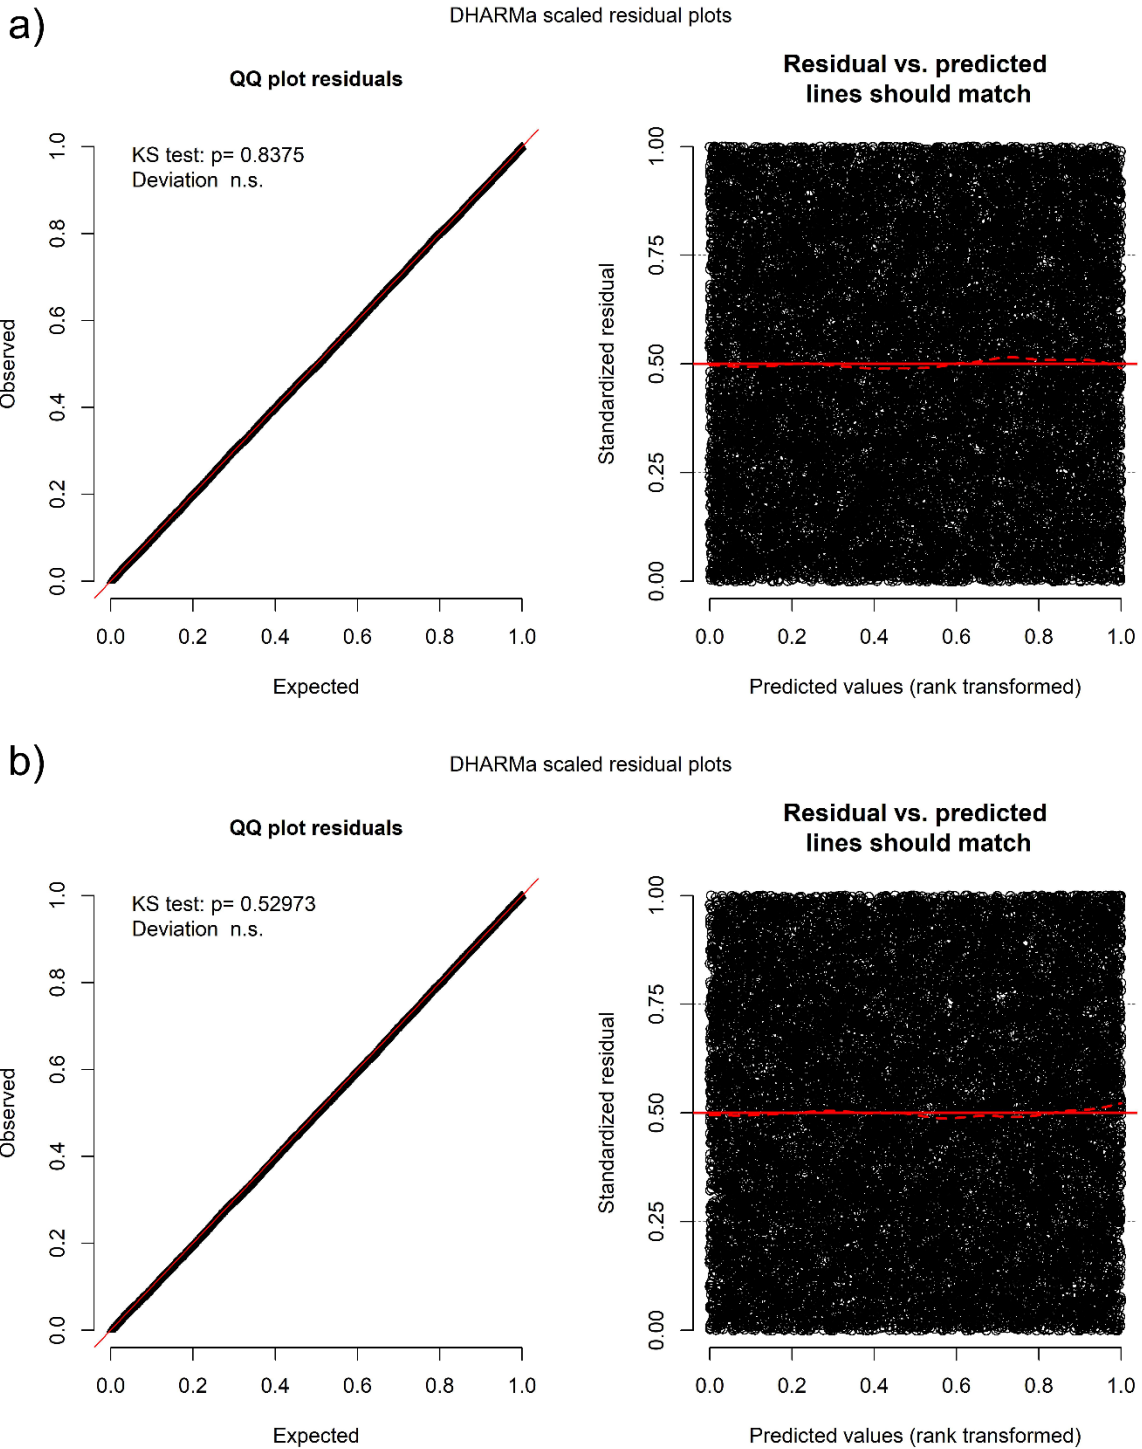 a)
DHARMa scaled residual plots
QQ plot residuals
KS test: p= 0.8375
Deviation  n.s.
Observed
0.0 0.2 0.4 0.6 0.8 1.0
0.0 0.2 0.4 0.6 0.8 1.0
Expected
Residual vs. predicted
lines should match
Standardized residual
0.00 0.25 0.50 0.75 1.00
0.0 0.2 0.4 0.6 0.8 1.0
Predicted values (rank transformed)
b)
DHARMa scaled residual plots
QQ plot residuals
KS test: p= 0.52973
Deviation  n.s.
Observed
0.0 0.2 0.4 0.6 0.8 1.0
0.0 0.2 0.4 0.6 0.8 1.0
Expected
Residual vs. predicted
lines should match
Standardized residual
0.00 0.25 0.50 0.75 1.00
0.0 0.2 0.4 0.6 0.8 1.0
Predicted values (rank transformed)